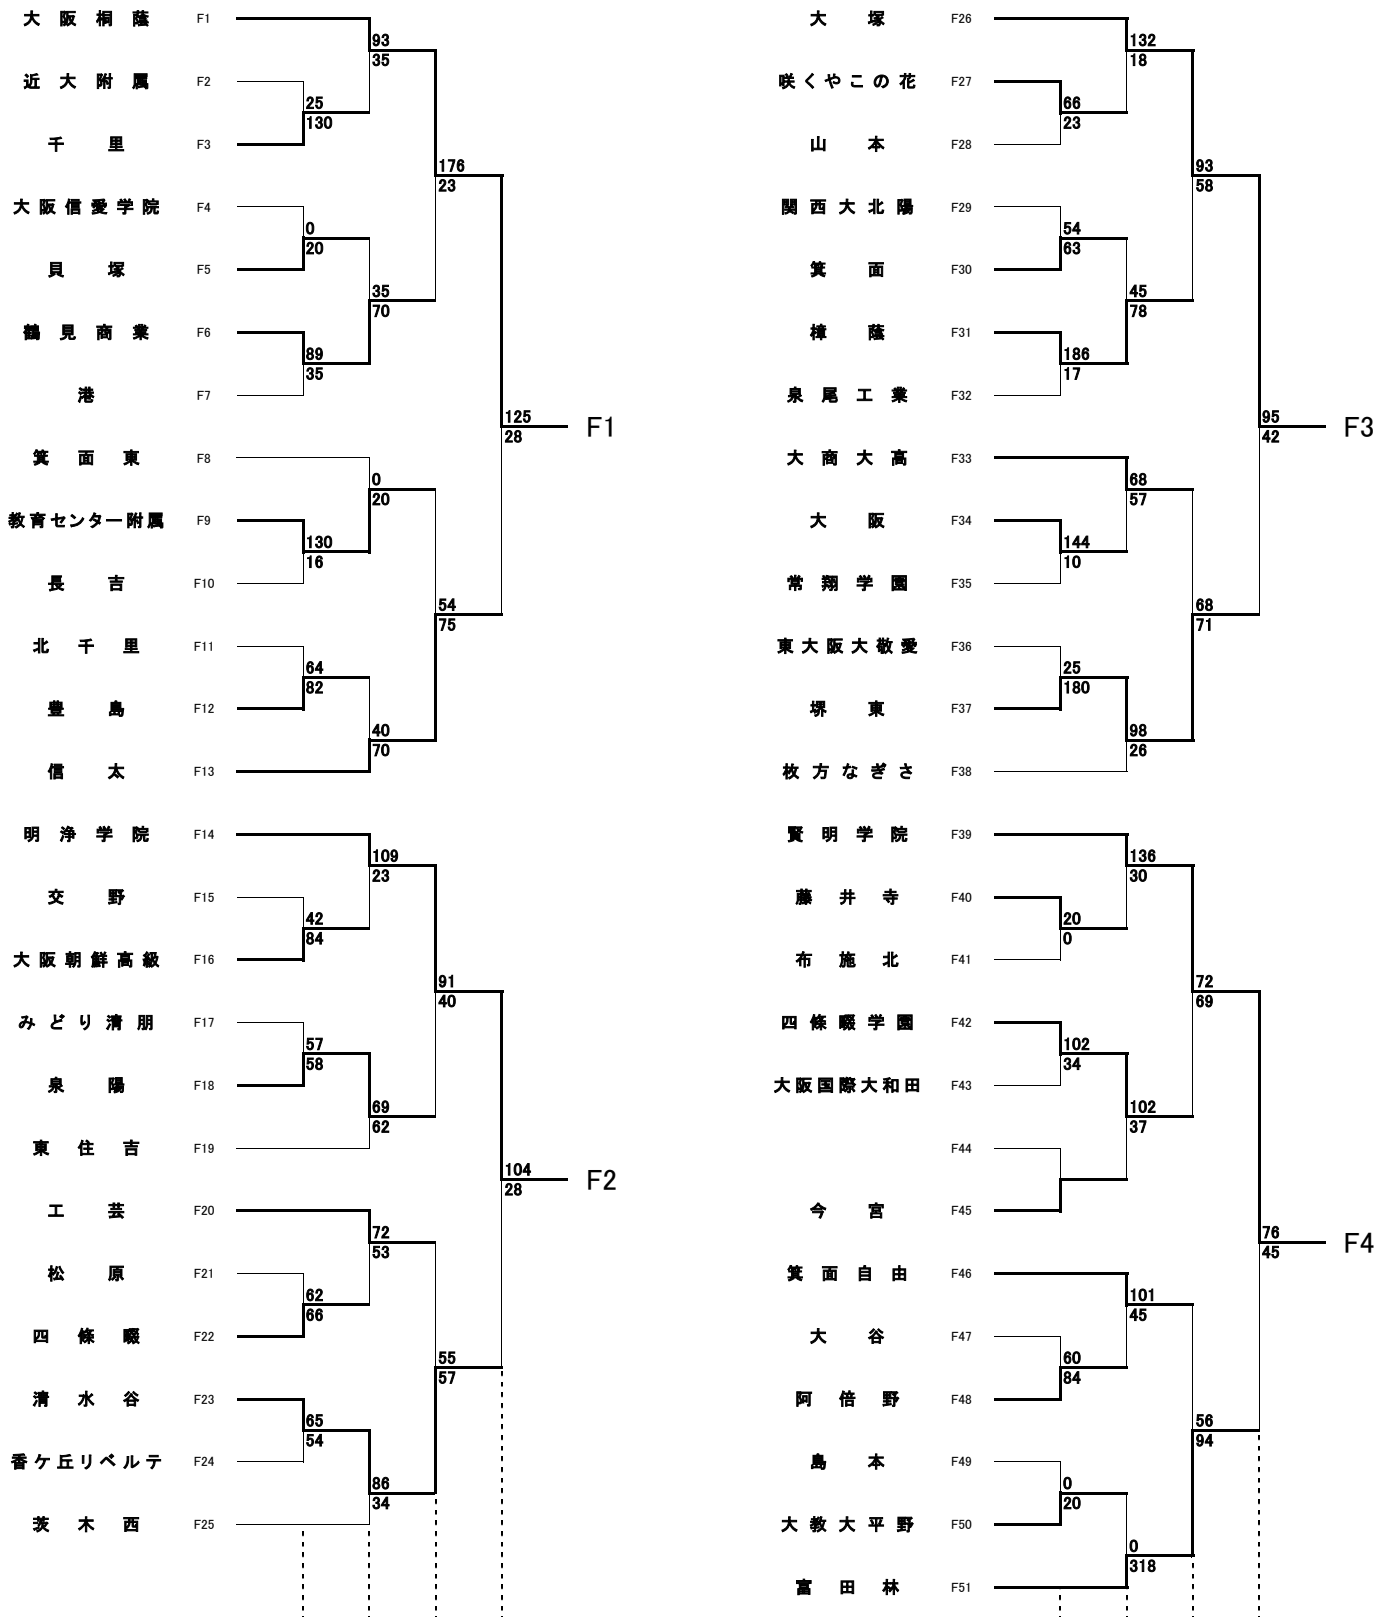 大阪桐蔭 F1
93
35
近大附属 F2
25
130
千里 F3
176
23
大阪信愛学院 F4
0
20
貝塚 F5
35
70
鶴見商業 F6
89
35
港 F7
125
28
F1
箕面東 F8
0
20
教育センター附属 F9
130
16
長吉 F10
54
75
北千里 F11
64
82
豊島 F12
40
70
信太 F13
明浄学院 F14
109
23
交野 F15
42
84
大阪朝鮮高級 F16
91
40
みどり清朋 F17
57
58
泉陽 F18
69
62
東住吉 F19
104
28
F2
工芸 F20
72
53
松原 F21
62
66
四條畷 F22
55
57
清水谷 F23
65
54
香ケ丘リベルテ F24
86
34
茨木西 F25
大塚 F26
132
18
咲くやこの花 F27
66
23
山本 F28
93
58
関西大北陽 F29
54
63
箕面 F30
45
78
樟蔭 F31
186
17
泉尾工業 F32
95
42
F3
大商大高 F33
68
57
大阪 F34
144
10
常翔学園 F35
68
71
東大阪大敬愛 F36
25
180
堺東 F37
98
26
枚方なぎさ F38
賢明学院 F39
136
30
藤井寺 F40
20
0
布施北 F41
72
69
四條畷学園 F42
102
34
大阪国際大和田 F43
102
37
F44
今宮 F45
76
45
F4
箕面自由 F46
101
45
大谷 F47
60
84
阿倍野 F48
56
94
島本 F49
0
20
大教大平野 F50
0
318
富田林 F51